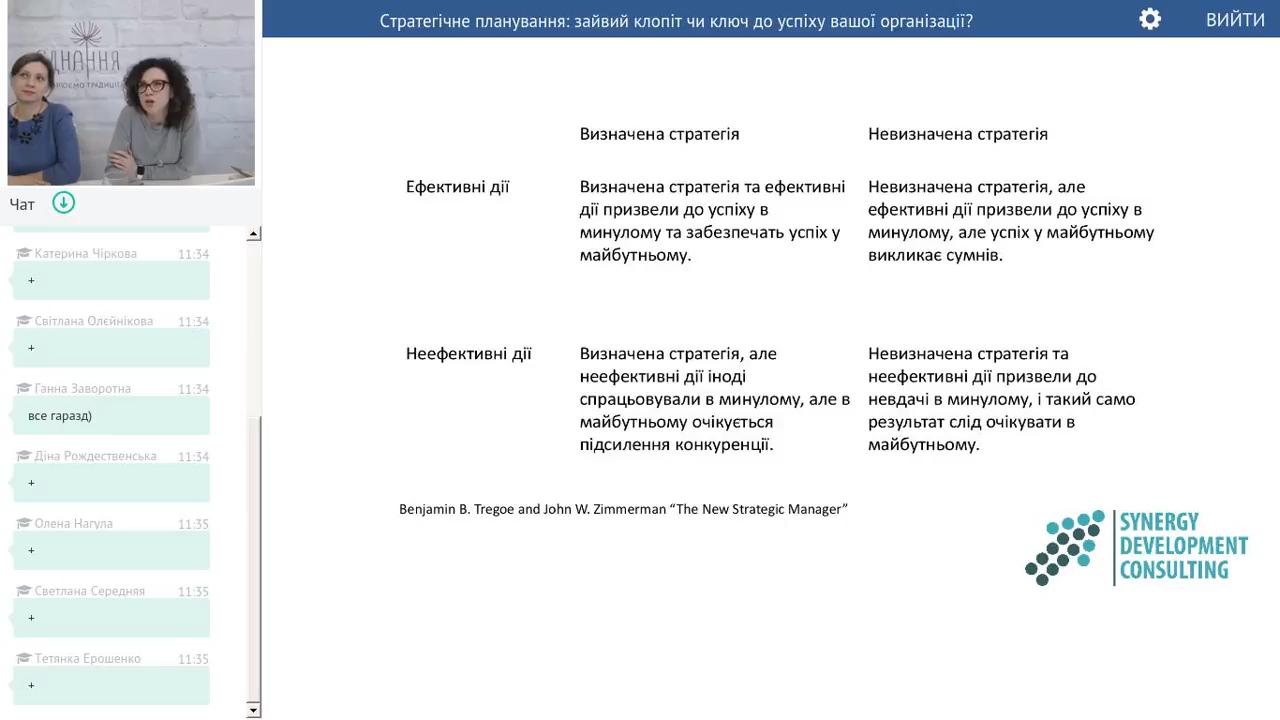 Стратегічне планування: зайвий клопіт чи ключ до успіху вашої організації?
ВИЙТИ
ЄДНАННЯ
Чат
Катерина Чіркова 11:34
+
Світлана Олєйнікова 11:34
+
Ганна Заворотна 11:34
все гаразд)
Діна Рождественська 11:34
+
Олена Нагула 11:35
+
Светлана Середняя 11:35
+
Тетянка Ерошенко 11:35
+
Визначена стратегія
Невизначена стратегія
Ефективні дії
Визначена стратегія та ефективні
дії призвели до успіху в
минулому та забезпечать успіх у
майбутньому.
Невизначена стратегія, але
ефективні дії призвели до успіху в
минулому, але успіх у майбутньому
викликає сумнів.
Неефективні дії
Визначена стратегія, але
неефективні дії іноді
спрацьовували в минулому, але в
майбутньому очікується
підсилення конкуренції.
Невизначена стратегія та
неефективні дії призвели до
невдачі в минулому, і такий само
результат слід очікувати в
майбутньому.
Benjamin B. Tregoe and John W. Zimmerman “The New Strategic Manager”
SYNERGY
DEVELOPMENT
CONSULTING